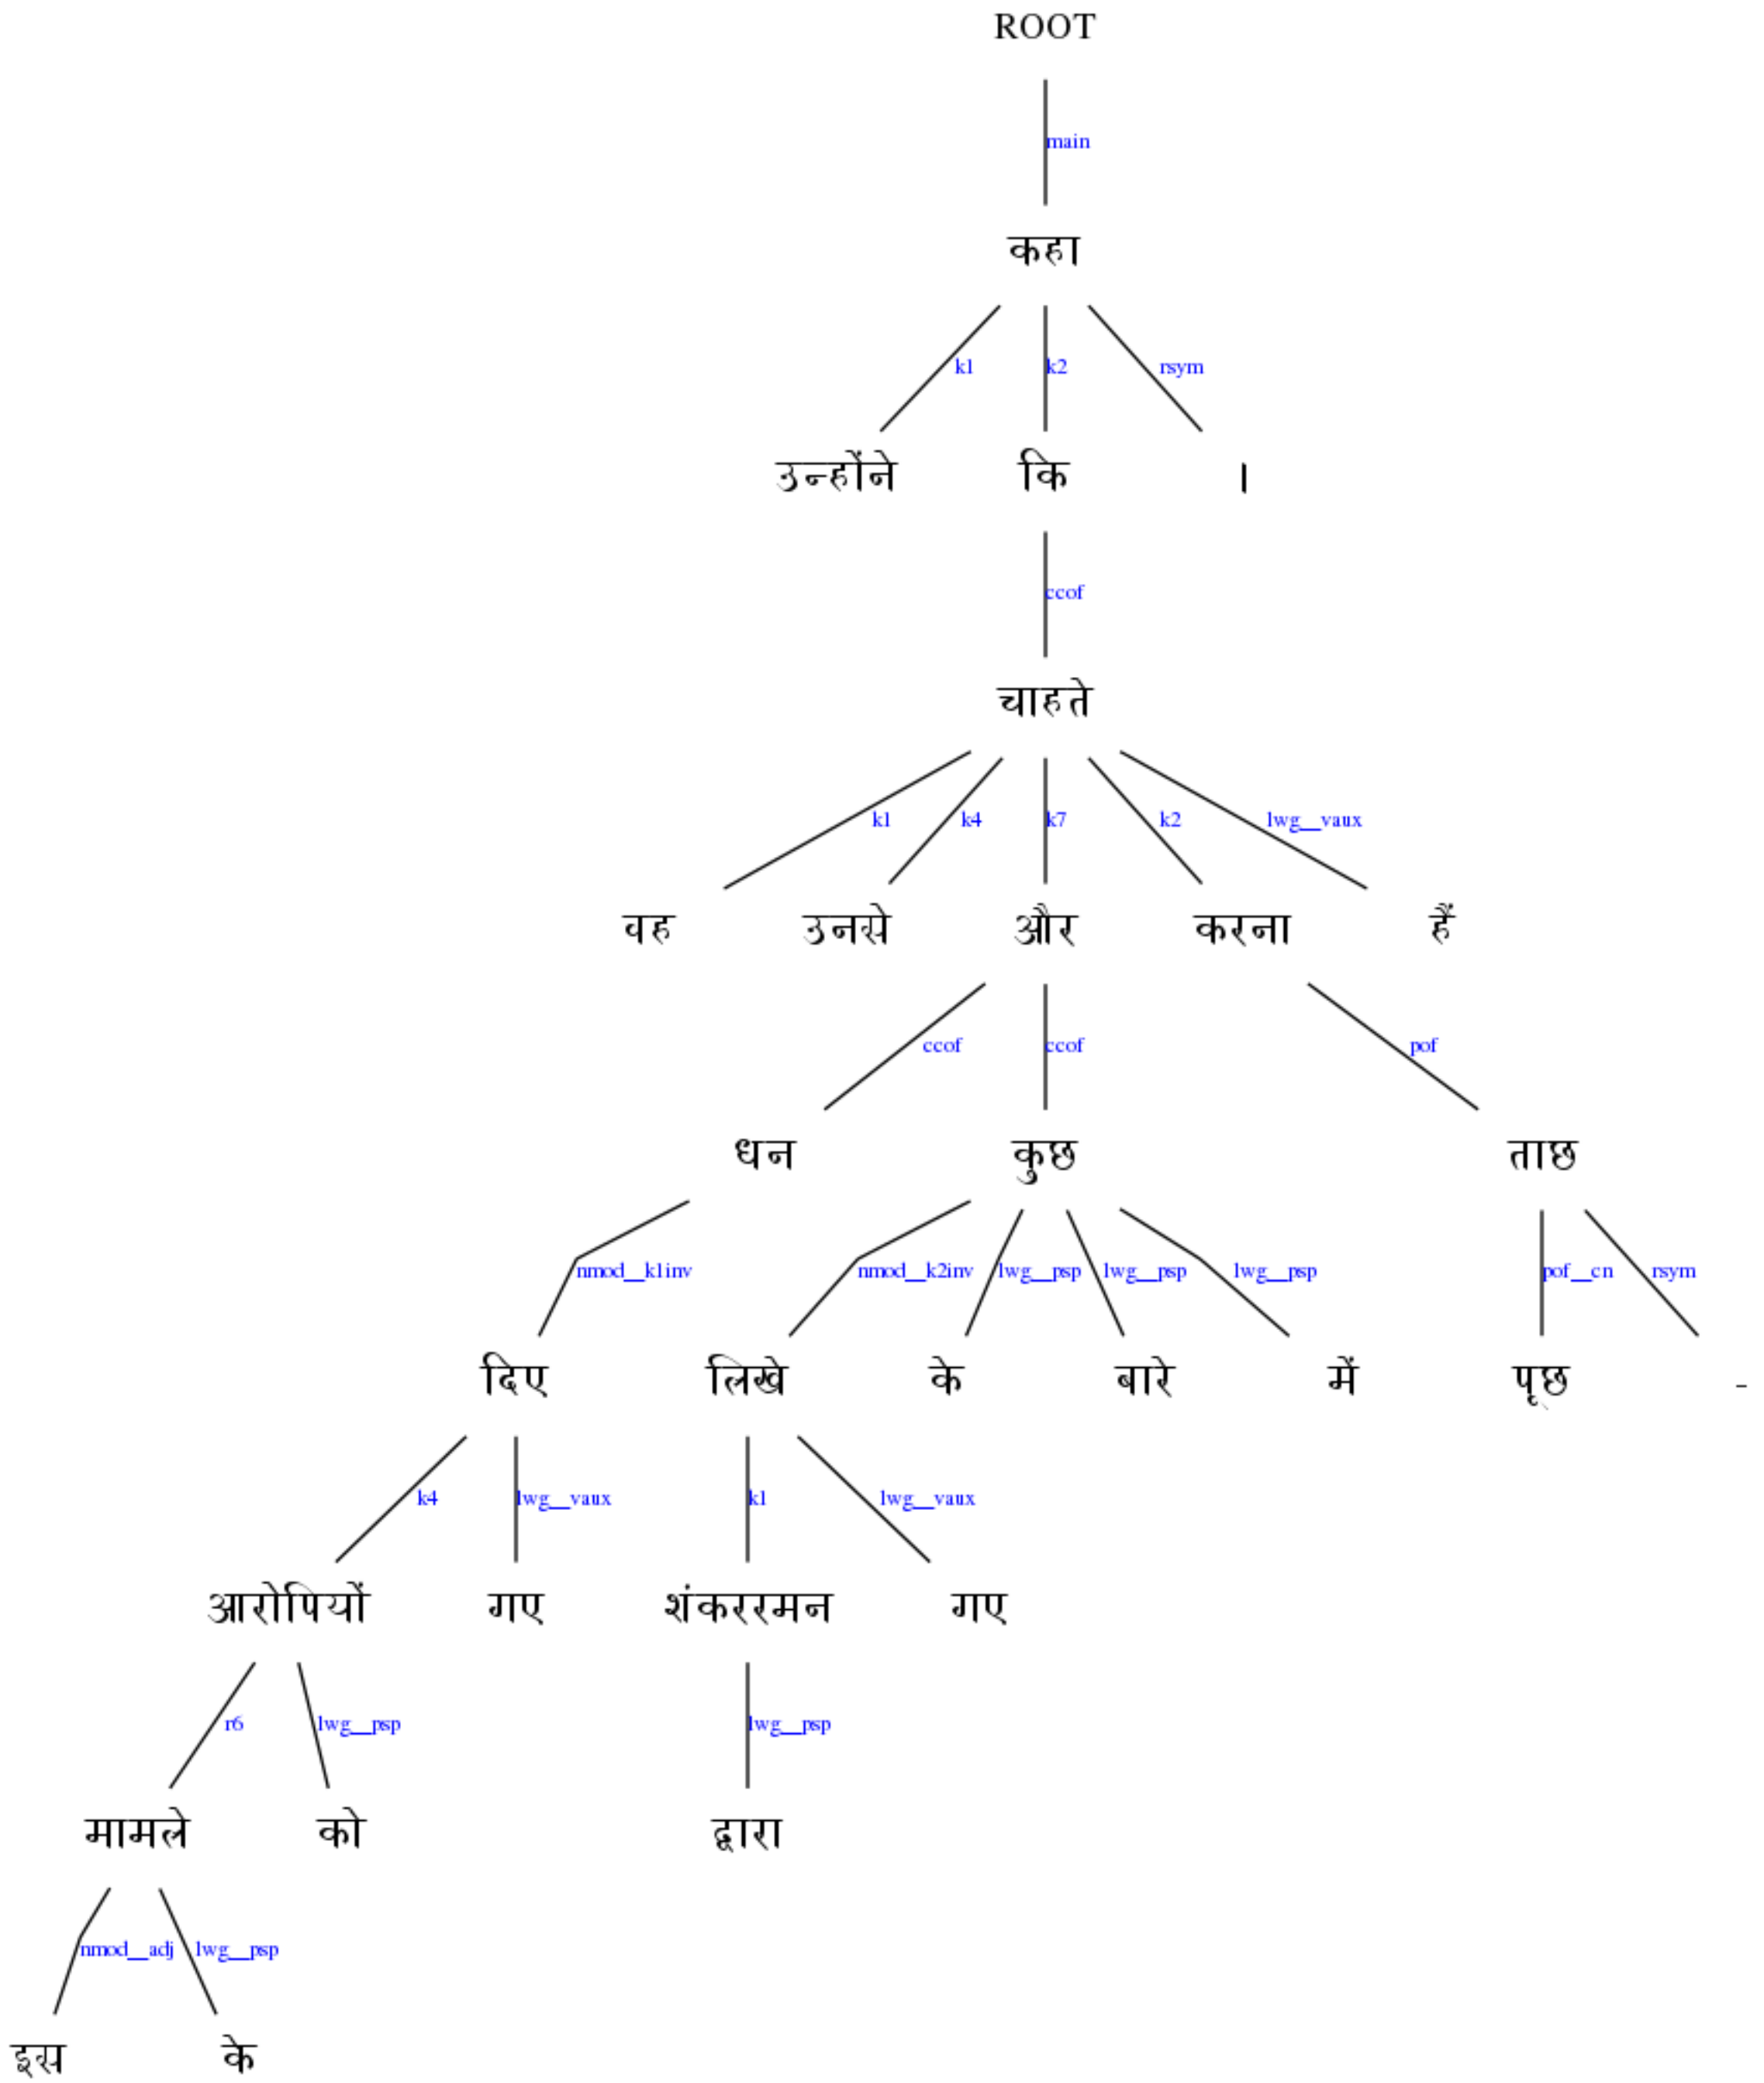 ROOT
main
कहा
k1 k2 rsym
उन्होंने कि ।
ccof
चाहते
k1 k4 k7 k2 lwg__vaux
वह उनसे और करना हैं
ccof ccof pof
धन कुछ ताछ
nmod__k1inv nmod__k2inv lwg__psp lwg__psp lwg__psp pof__cn rsym
दिए लिखे के बारे में पूछ -
k4 lwg__vaux k1 lwg__vaux
आरोपियों गए शंकररमन गए
r6 lwg__psp lwg__psp
मामले को द्वारा
nmod__adj lwg__psp
इस के